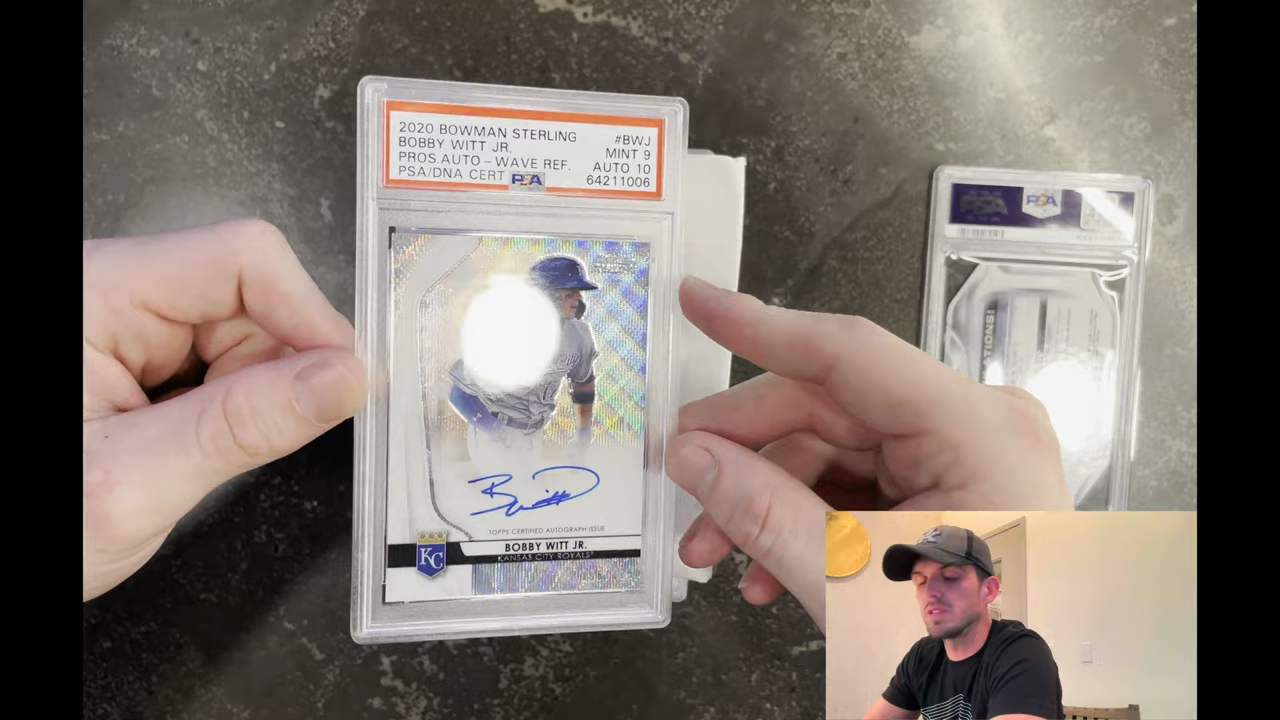 2020 BOWMAN STERLING #BWJ
BOBBY WITT JR. MINT 9
PROS.AUTO - WAVE REF. AUTO 10
PSA/DNA CERT PSA 64211006
TOPPS CERTIFIED AUTOGRAPH ISSUE
BOBBY WITT JR.
KANSAS CITY ROYALS®
KC
PSA
ATIONS!